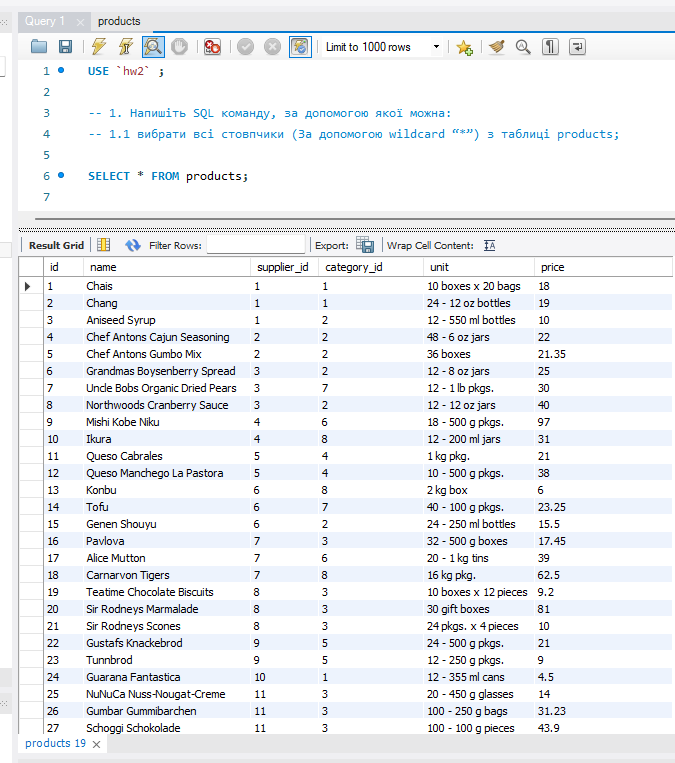 Query 1 products
Limit to 1000 rows
1 USE `hw2` ;
2
3 -- 1. Напишіть SQL команду, за допомогою якої можна:
4 -- 1.1 вибрати всі стовпчики (За допомогою wildcard “*”) з таблиці products;
5
6 SELECT * FROM products;
7
Result Grid Filter Rows: Export: Wrap Cell Content:
id name supplier_id category_id unit price
1 Chais 1 1 10 boxes x 20 bags 18
2 Chang 1 1 24 - 12 oz bottles 19
3 Aniseed Syrup 1 2 12 - 550 ml bottles 10
4 Chef Antons Cajun Seasoning 2 2 48 - 6 oz jars 22
5 Chef Antons Gumbo Mix 2 2 36 boxes 21.35
6 Grandmas Boysenberry Spread 3 2 12 - 8 oz jars 25
7 Uncle Bobs Organic Dried Pears 3 7 12 - 1 lb pkgs. 30
8 Northwoods Cranberry Sauce 3 2 12 - 12 oz jars 40
9 Mishi Kobe Niku 4 6 18 - 500 g pkgs. 97
10 Ikura 4 8 12 - 200 ml jars 31
11 Queso Cabrales 5 4 1 kg pkg. 21
12 Queso Manchego La Pastora 5 4 10 - 500 g pkgs. 38
13 Konbu 6 8 2 kg box 6
14 Tofu 6 7 40 - 100 g pkgs. 23.25
15 Genen Shouyu 6 2 24 - 250 ml bottles 15.5
16 Pavlova 7 3 32 - 500 g boxes 17.45
17 Alice Mutton 7 6 20 - 1 kg tins 39
18 Carnarvon Tigers 7 8 16 kg pkg. 62.5
19 Teatime Chocolate Biscuits 8 3 10 boxes x 12 pieces 9.2
20 Sir Rodneys Marmalade 8 3 30 gift boxes 81
21 Sir Rodneys Scones 8 3 24 pkgs. x 4 pieces 10
22 Gustafs Knackebrod 9 5 24 - 500 g pkgs. 21
23 Tunnbrod 9 5 12 - 250 g pkgs. 9
24 Guarana Fantastica 10 1 12 - 355 ml cans 4.5
25 NuNuCa Nuss-Nougat-Creme 11 3 20 - 450 g glasses 14
26 Gumbar Gummibarchen 11 3 100 - 250 g bags 31.23
27 Schoggi Schokolade 11 3 100 - 100 g pieces 43.9
products 19